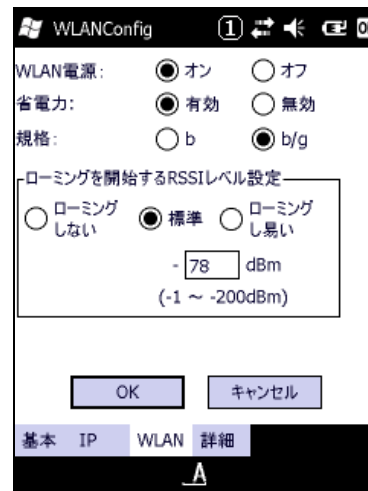 WLANConfig 1
WLAN電源: オン オフ
省電力: 有効 無効
規格: b b/g
ローミングを開始するRSSIレベル設定
ローミングしない 標準 ローミングし易い
- 78 dBm
(-1 ~ -200dBm)
OK キャンセル
基本 IP WLAN 詳細
A